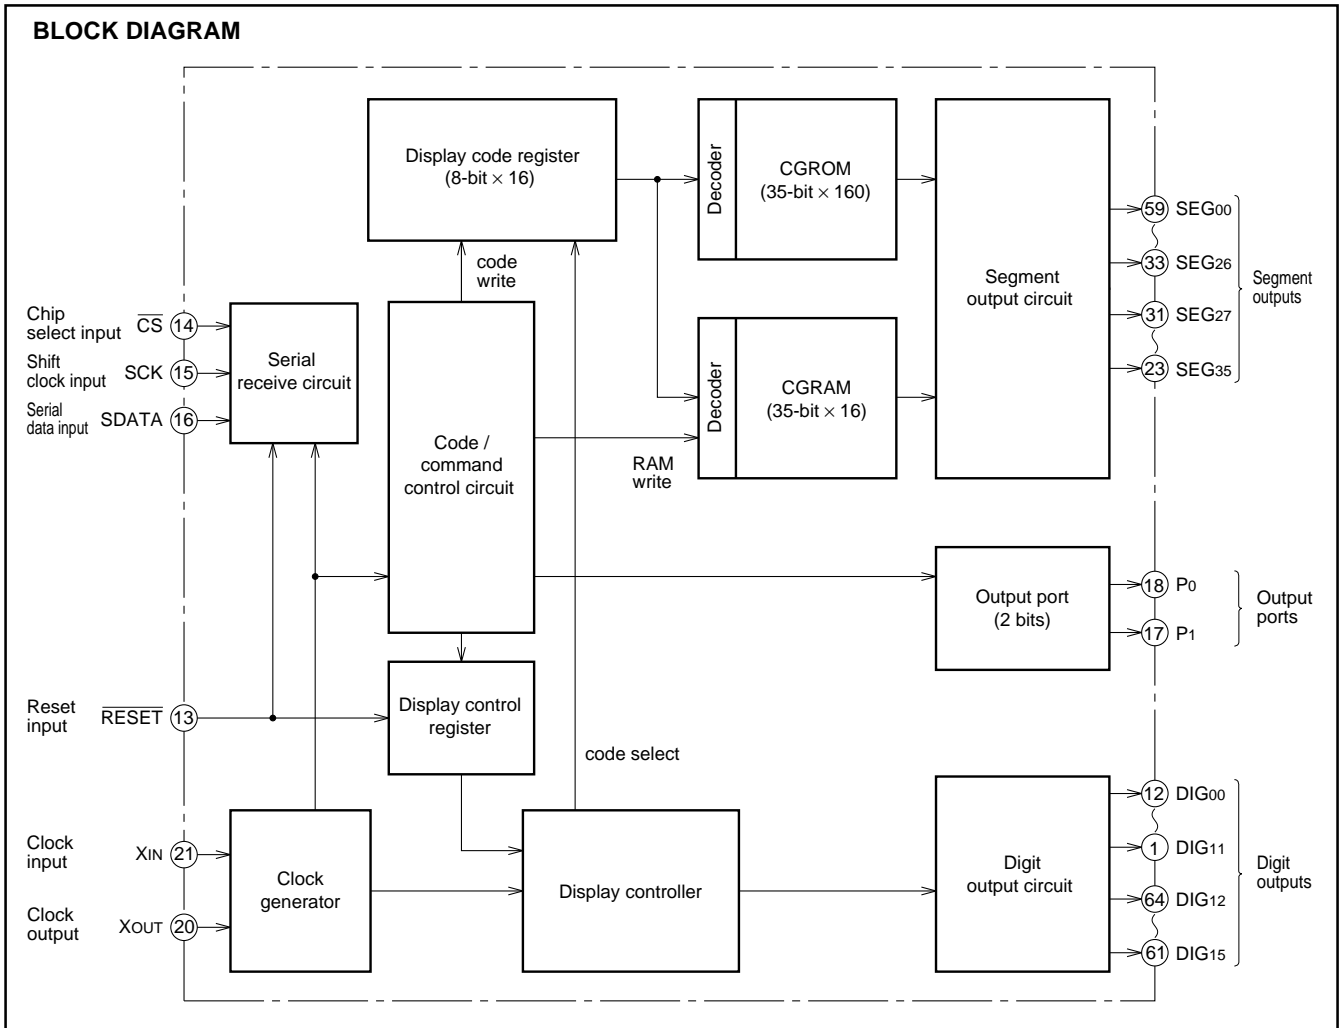 BLOCK DIAGRAM
Display code register
(8-bit × 16)
Decoder
CGROM
(35-bit × 160)
Segment
output circuit
59 SEG00
33 SEG26
31 SEG27
23 SEG35
Segment
outputs
code
write
Chip
select input
CS 14
Shift
clock input
SCK 15
Serial
data input
SDATA 16
Serial
receive circuit
Code /
command
control circuit
Decoder
CGRAM
(35-bit × 16)
RAM
write
Output port
(2 bits)
18 P0
17 P1
Output
ports
Reset
input
RESET 13
Display control
register
code select
Clock
input
XIN 21
Clock
output
XOUT 20
Clock
generator
Display controller
Digit
output circuit
12 DIG00
1 DIG11
64 DIG12
61 DIG15
Digit
outputs